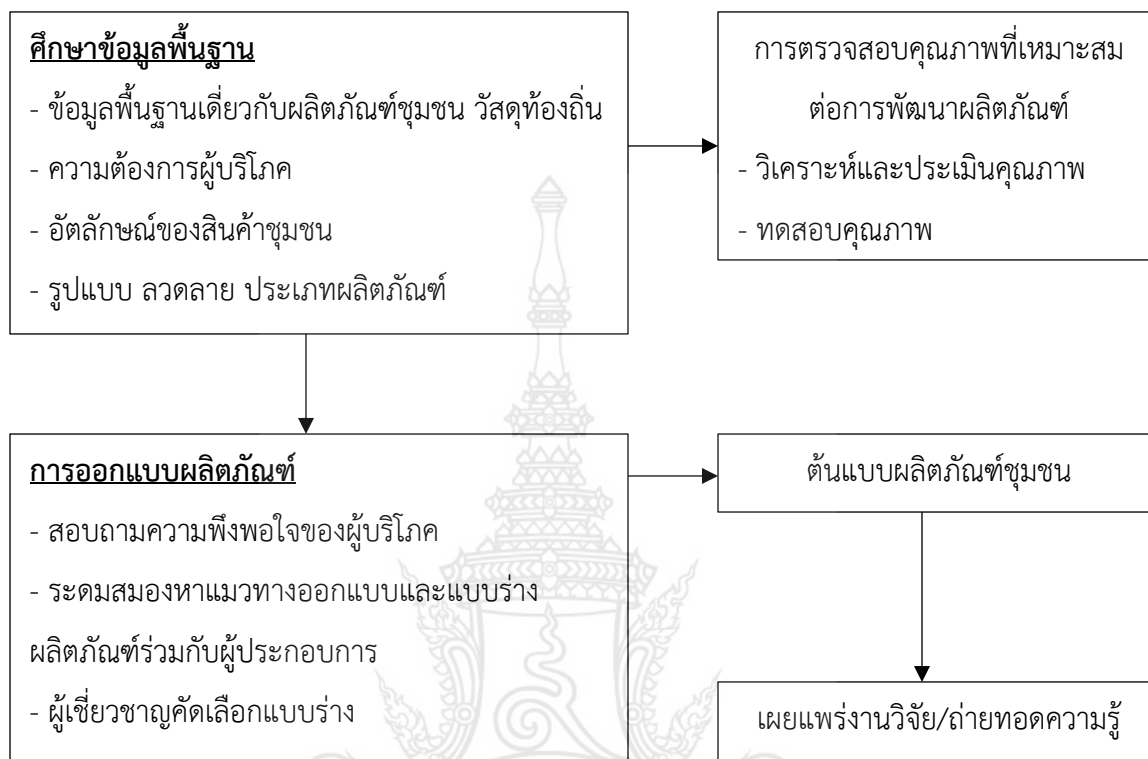 ศึกษาข้อมูลพื้นฐาน
- ข้อมูลพื้นฐานเดี่ยวกับผลิตภัณฑ์ชุมชน วัสดุท้องถิ่น
- ความต้องการผู้บริโภค
- อัตลักษณ์ของสินค้าชุมชน
- รูปแบบ ลวดลาย ประเภทผลิตภัณฑ์
การตรวจสอบคุณภาพที่เหมาะสม
ต่อการพัฒนาผลิตภัณฑ์
- วิเคราะห์และประเมินคุณภาพ
- ทดสอบคุณภาพ
การออกแบบผลิตภัณฑ์
- สอบถามความพึงพอใจของผู้บริโภค
- ระดมสมองหาแมวทางออกแบบและแบบร่าง
ผลิตภัณฑ์ร่วมกับผู้ประกอบการ
- ผู้เชี่ยวชาญคัดเลือกแบบร่าง
ต้นแบบผลิตภัณฑ์ชุมชน
เผยแพร่งานวิจัย/ถ่ายทอดความรู้